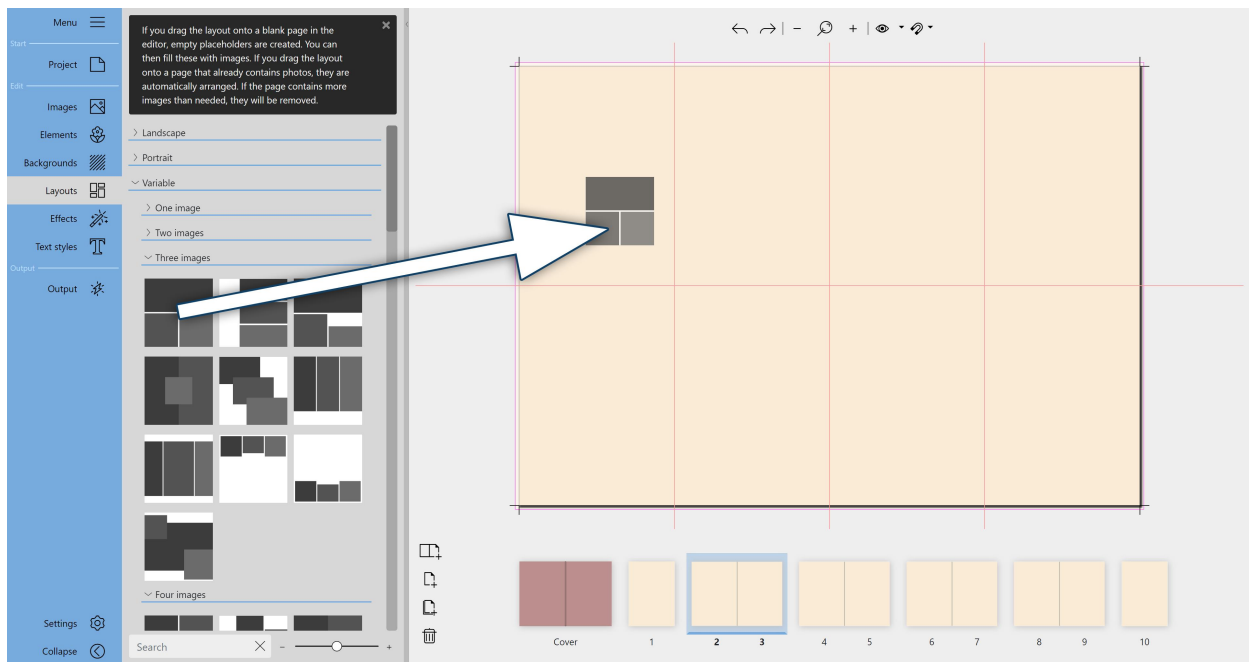 Menu
Start
Project
Edit
Images
Elements
Backgrounds
Layouts
Effects
Text styles
Output
Output
Settings
Collapse
If you drag the layout onto a blank page in the
editor, empty placeholders are created. You can
then fill these with images. If you drag the layout
onto a page that already contains photos, they are
automatically arranged. If the page contains more
images than needed, they will be removed.
Landscape
Portrait
Variable
One image
Two images
Three images
Four images
Search
Cover
1
2 3
4 5
6 7
8 9
10